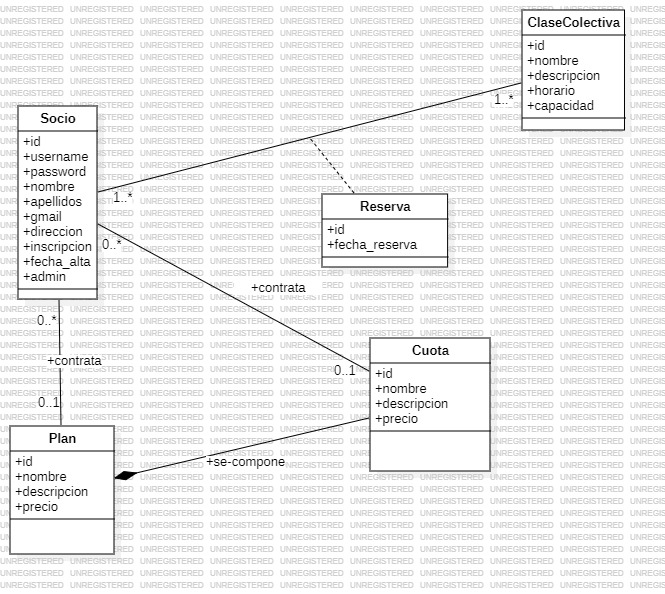 ClaseColectiva
+id
+nombre
+descripcion
+horario
+capacidad
1..*
Socio
+id
+username
+password
+nombre
+apellidos
+gmail
+direccion
+inscripcion
+fecha_alta
+admin
1..*
0..*
Reserva
+id
+fecha_reserva
+contrata
0..*
+contrata
0..1
Cuota
+id
+nombre
+descripcion
+precio
0..1
Plan
+id
+nombre
+descripcion
+precio
+se-compone
UNREGISTERED